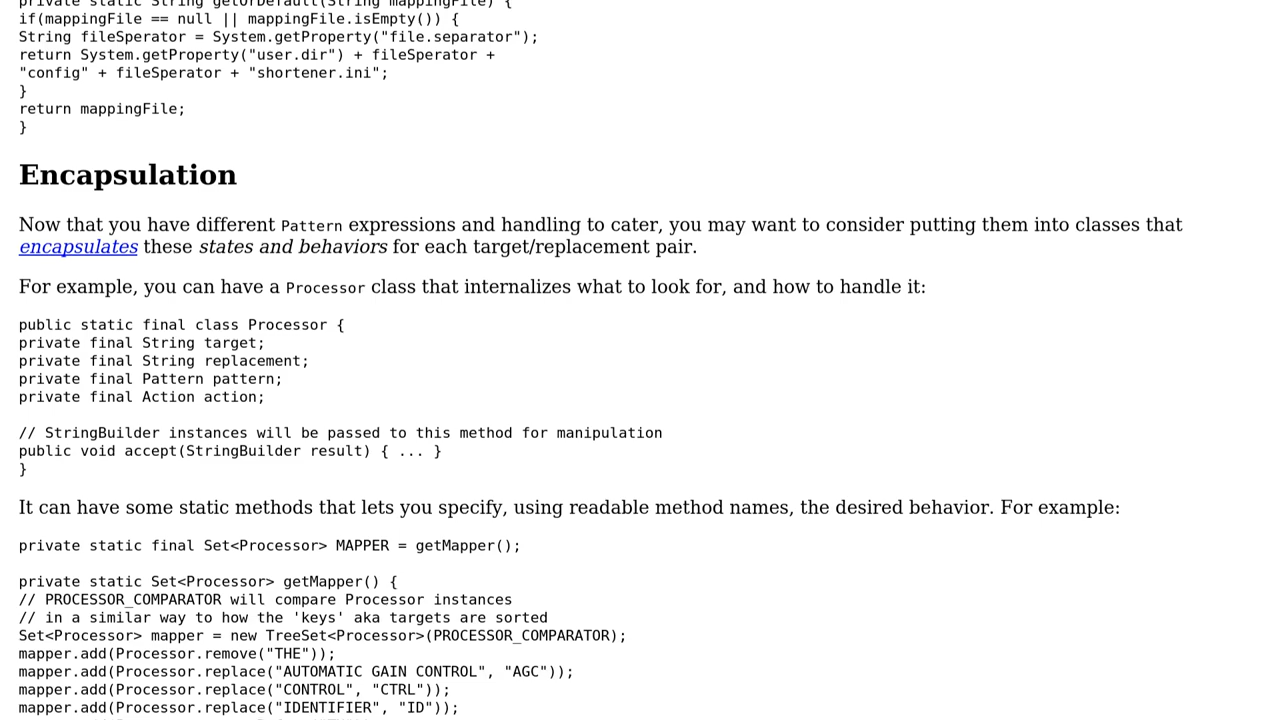 private static String getOrDefault(String mappingFile) {
if(mappingFile == null || mappingFile.isEmpty()) {
String fileSperator = System.getProperty("file.separator");
return System.getProperty("user.dir") + fileSperator +
"config" + fileSperator + "shortener.ini";
}
return mappingFile;
}
Encapsulation
Now that you have different Pattern expressions and handling to cater, you may want to consider putting them into classes that
encapsulates these states and behaviors for each target/replacement pair.
For example, you can have a Processor class that internalizes what to look for, and how to handle it:
public static final class Processor {
private final String target;
private final String replacement;
private final Pattern pattern;
private final Action action;
// StringBuilder instances will be passed to this method for manipulation
public void accept(StringBuilder result) { ... }
}
It can have some static methods that lets you specify, using readable method names, the desired behavior. For example:
private static final Set<Processor> MAPPER = getMapper();
private static Set<Processor> getMapper() {
// PROCESSOR_COMPARATOR will compare Processor instances
// in a similar way to how the 'keys' aka targets are sorted
Set<Processor> mapper = new TreeSet<Processor>(PROCESSOR_COMPARATOR);
mapper.add(Processor.remove("THE"));
mapper.add(Processor.replace("AUTOMATIC GAIN CONTROL", "AGC"));
mapper.add(Processor.replace("CONTROL", "CTRL"));
mapper.add(Processor.replace("IDENTIFIER", "ID"));